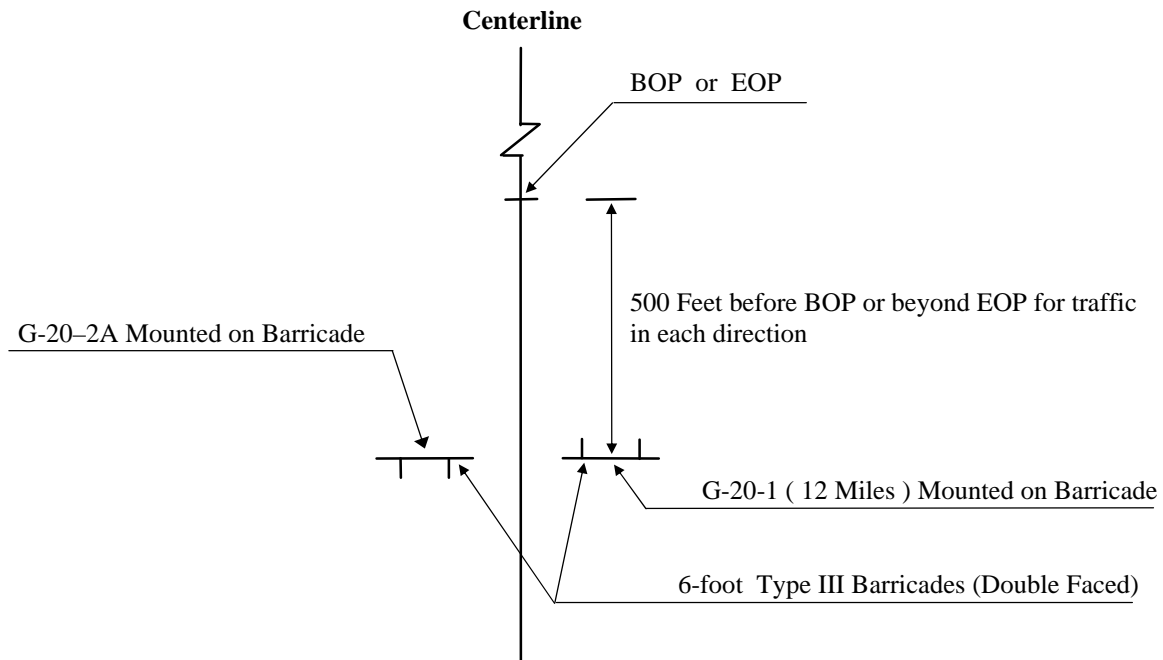 Centerline
BOP or EOP
500 Feet before BOP or beyond EOP for traffic
in each direction
G-20–2A Mounted on Barricade
G-20-1 ( 12 Miles ) Mounted on Barricade
6-foot Type III Barricades (Double Faced)